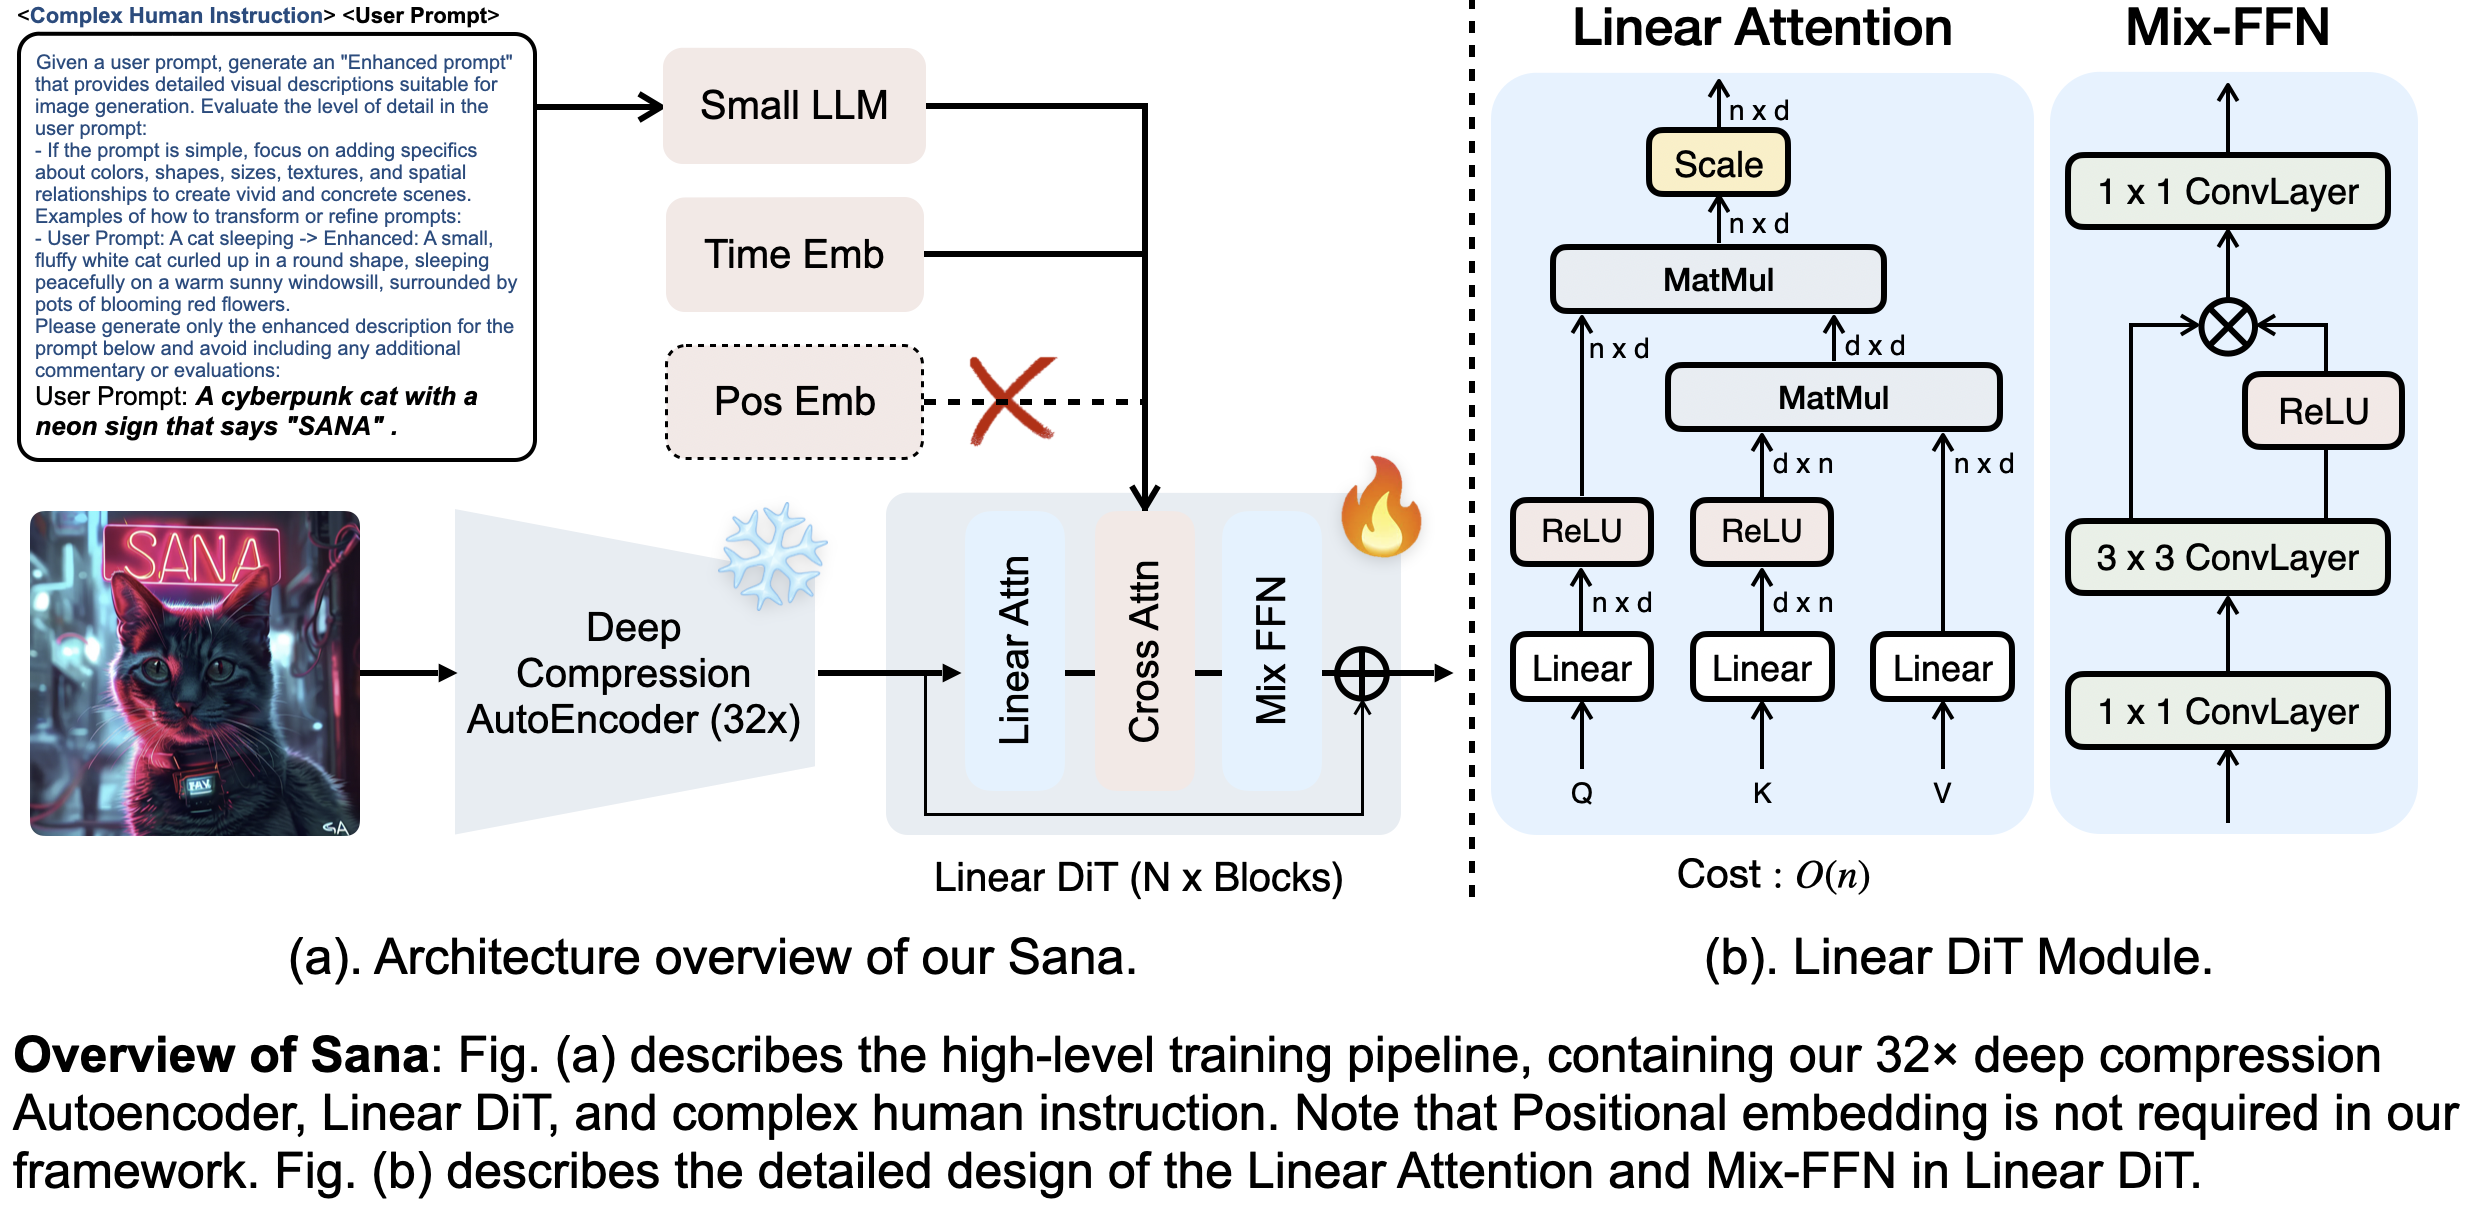 <Complex Human Instruction> <User Prompt>
Given a user prompt, generate an "Enhanced prompt"
that provides detailed visual descriptions suitable for
image generation. Evaluate the level of detail in the
user prompt:
- If the prompt is simple, focus on adding specifics
about colors, shapes, sizes, textures, and spatial
relationships to create vivid and concrete scenes.
Examples of how to transform or refine prompts:
- User Prompt: A cat sleeping -> Enhanced: A small,
fluffy white cat curled up in a round shape, sleeping
peacefully on a warm sunny windowsill, surrounded by
pots of blooming red flowers.
Please generate only the enhanced description for the
prompt below and avoid including any additional
commentary or evaluations:
User Prompt: A cyberpunk cat with a
neon sign that says "SANA" .
Small LLM
Time Emb
Pos Emb
SANA
Deep
Compression
AutoEncoder (32x)
Linear Attn
Cross Attn
Mix FFN
Linear DiT (N x Blocks)
(a). Architecture overview of our Sana.
Linear Attention
n x d
Scale
n x d
MatMul
n x d
d x d
MatMul
d x n
n x d
ReLU
ReLU
n x d
d x n
Linear
Linear
Linear
Q
K
V
Cost : O(n)
Mix-FFN
1 x 1 ConvLayer
ReLU
3 x 3 ConvLayer
1 x 1 ConvLayer
(b). Linear DiT Module.
Overview of Sana: Fig. (a) describes the high-level training pipeline, containing our 32× deep compression
Autoencoder, Linear DiT, and complex human instruction. Note that Positional embedding is not required in our
framework. Fig. (b) describes the detailed design of the Linear Attention and Mix-FFN in Linear DiT.